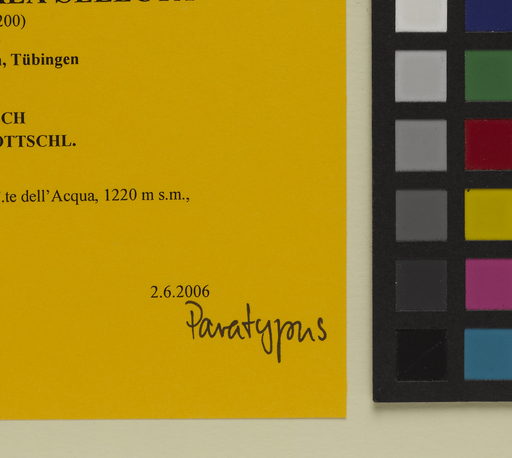 200)
, Tübingen
CH
OTTSCHL.
.te dell'Acqua, 1220 m s.m.,
2.6.2006
Paratypus